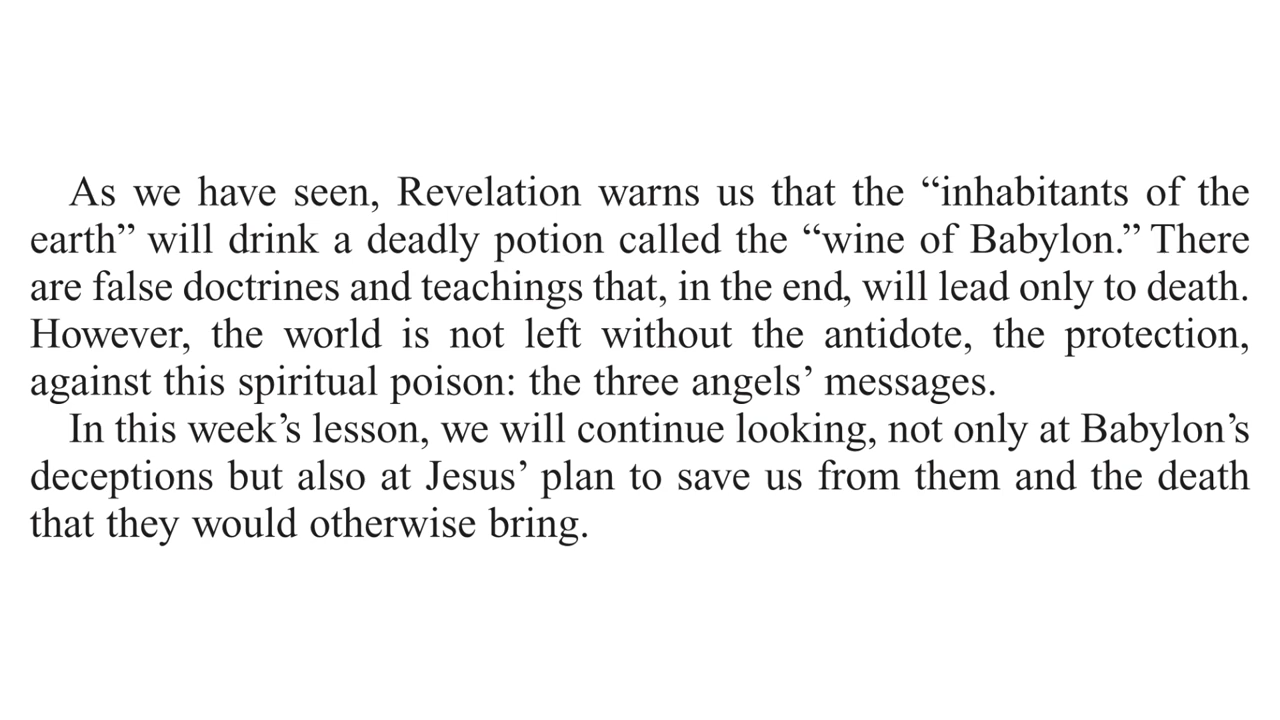 As we have seen, Revelation warns us that the “inhabitants of the
earth” will drink a deadly potion called the “wine of Babylon.” There
are false doctrines and teachings that, in the end, will lead only to death.
However, the world is not left without the antidote, the protection,
against this spiritual poison: the three angels’ messages.
In this week’s lesson, we will continue looking, not only at Babylon’s
deceptions but also at Jesus’ plan to save us from them and the death
that they would otherwise bring.